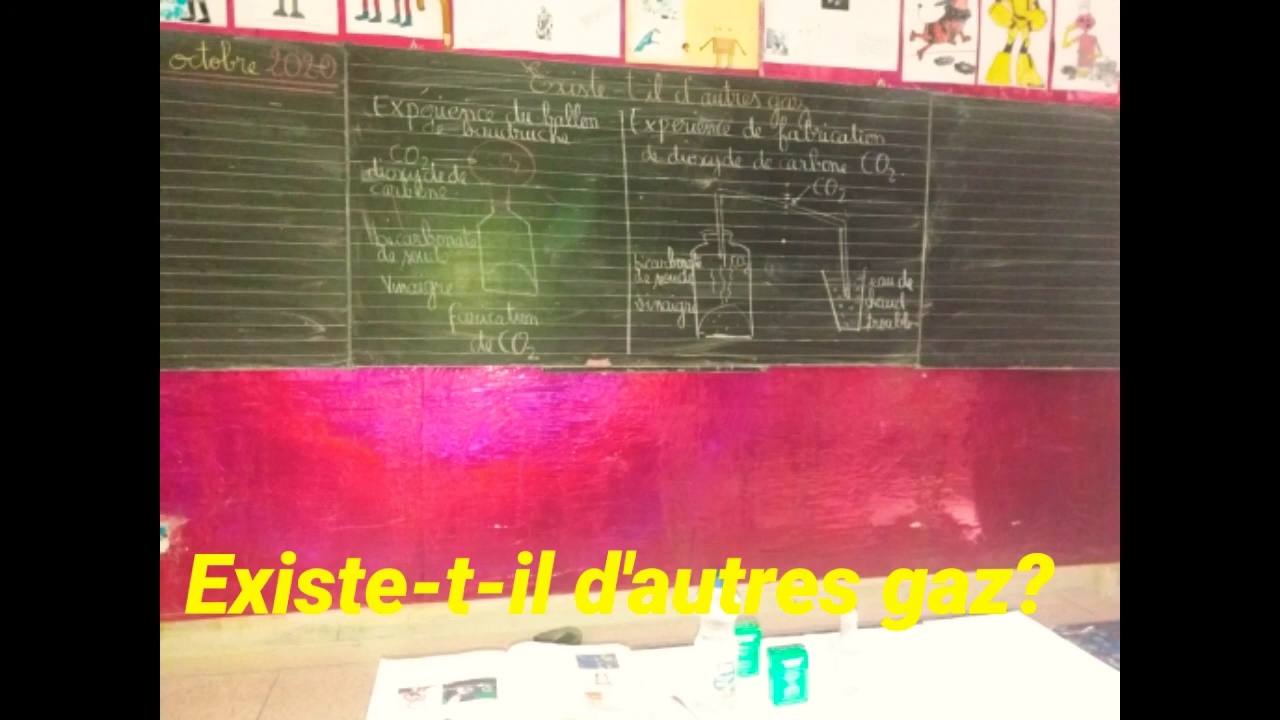 octobre 2020
Existe-t-il d'autres gaz
Expérience du ballon
de baudruche
CO2
dioxyde de
carbone
bicarbonate
de soude
Vinaigre
fabrication
de CO2
Expérience de fabrication
de dioxyde de carbone CO2.
CO2
bicarbonate
de soude
CO2
vinaigre
eau de
chaud
trouble
Existe-t-il d'autres gaz?